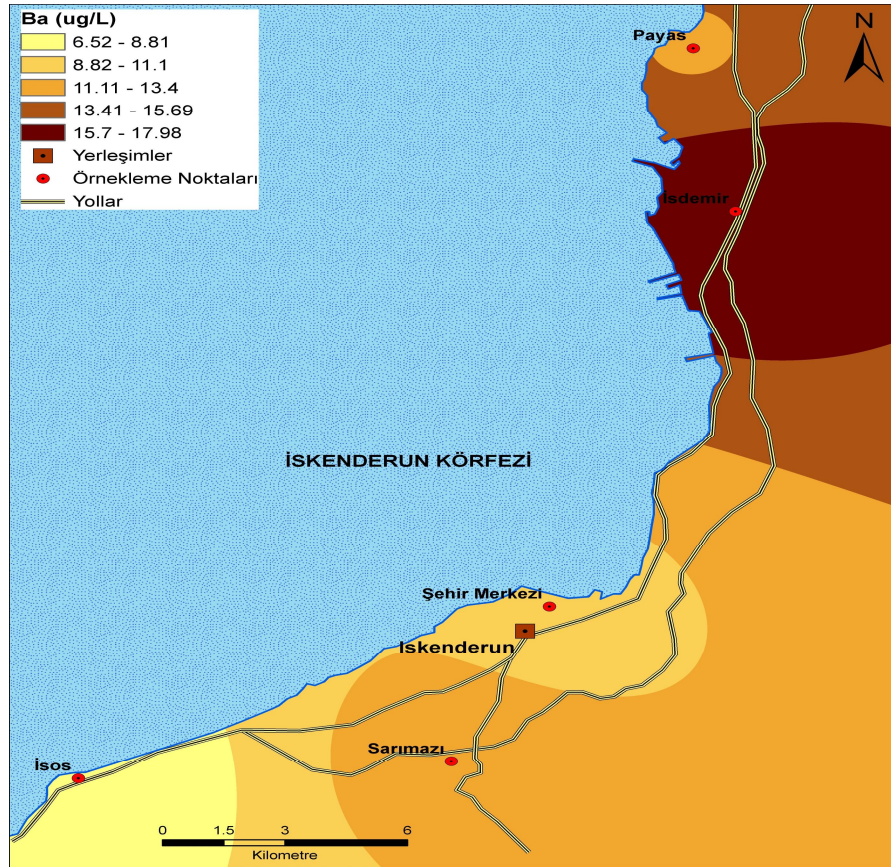 Ba (ug/L)
6.52 - 8.81
8.82 - 11.1
11.11 - 13.4
13.41 - 15.69
15.7 - 17.98
Yerleşimler
Örnekleme Noktaları
Yollar
Payas
N
İsdemir
İSKENDERUN KÖRFEZİ
Şehir Merkezi
Iskenderun
Sarımazı
İsos
0 1.5 3 6
Kilometre